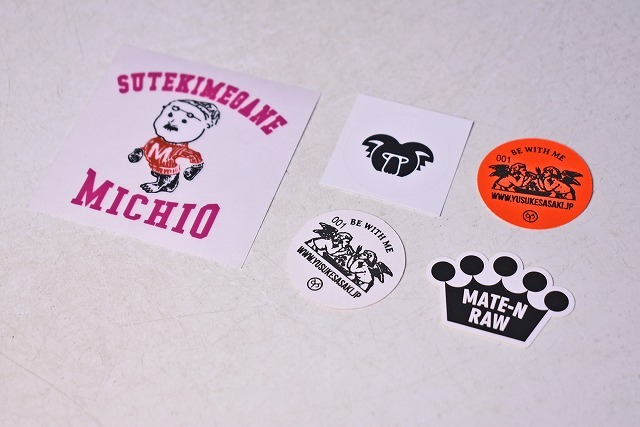 SUTEKIMEGANE
M
MICHIO
001
BE WITH ME
WWW.YUSUKESASAKI.JP
001
BE WITH ME
WWW.YUSUKESASAKI.JP
MATE-N
RAW